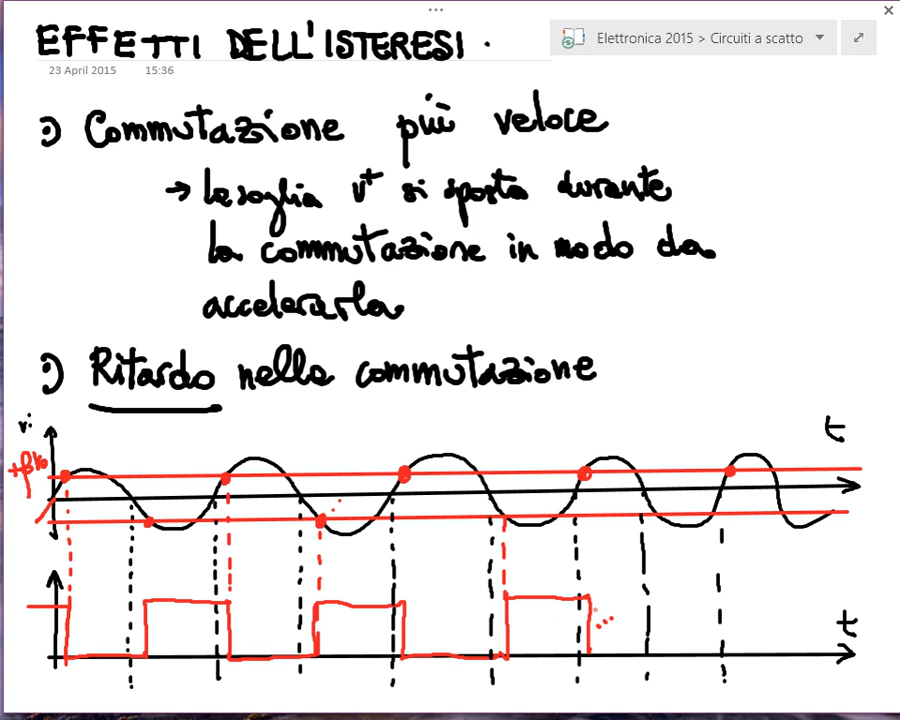 EFFETTI DELL'ISTERESI.
Elettronica 2015 > Circuiti a scatto
23 April 2015 15:36
Commutazione più veloce
→ la soglia v+ si sposta durante
la commutazione in modo da
accelerarla
Ritardo nella commutazione
vi
t
+βVo
t